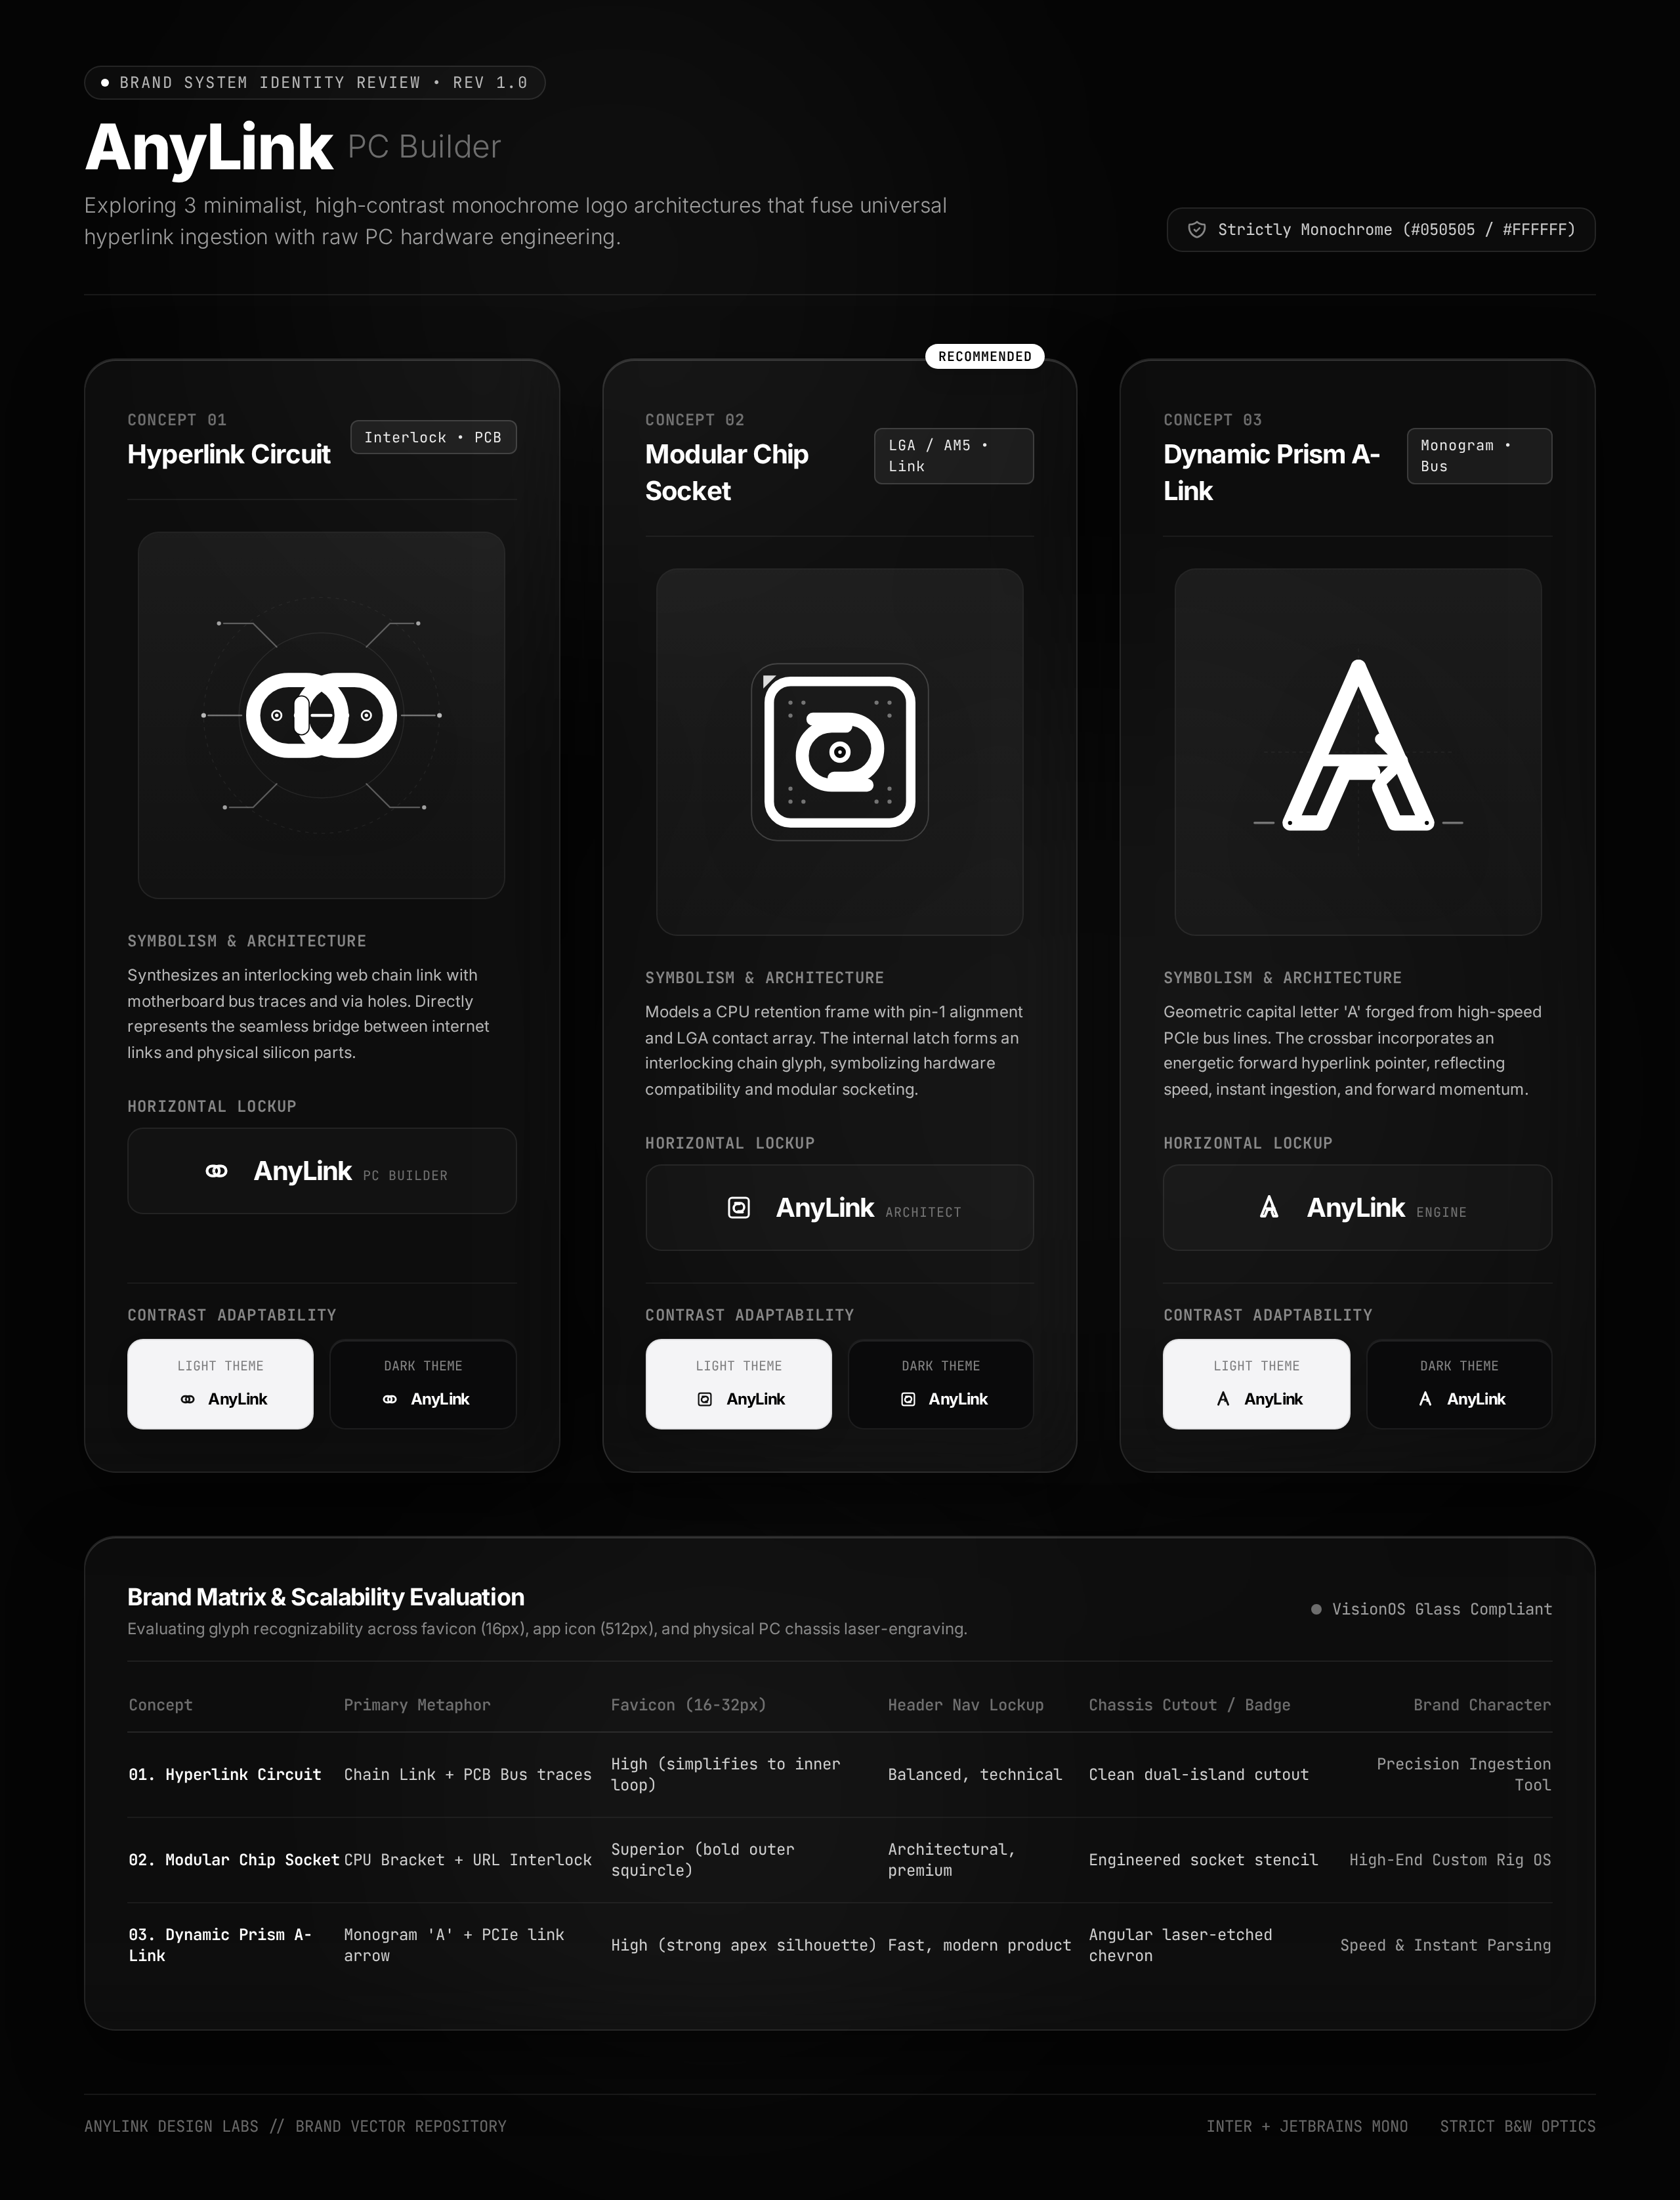 BRAND SYSTEM IDENTITY REVIEW • REV 1.0
AnyLink PC Builder
Exploring 3 minimalist, high-contrast monochrome logo architectures that fuse universal
hyperlink ingestion with raw PC hardware engineering.
Strictly Monochrome (#050505 / #FFFFFF)
CONCEPT 01
Hyperlink Circuit
Interlock • PCB
SYMBOLISM & ARCHITECTURE
Synthesizes an interlocking web chain link with
motherboard bus traces and via holes. Directly
represents the seamless bridge between internet
links and physical silicon parts.
HORIZONTAL LOCKUP
AnyLink PC BUILDER
CONTRAST ADAPTABILITY
LIGHT THEME
AnyLink
DARK THEME
AnyLink
RECOMMENDED
CONCEPT 02
Modular Chip
Socket
LGA / AM5 •
Link
SYMBOLISM & ARCHITECTURE
Models a CPU retention frame with pin-1 alignment
and LGA contact array. The internal latch forms an
interlocking chain glyph, symbolizing hardware
compatibility and modular socketing.
HORIZONTAL LOCKUP
AnyLink ARCHITECT
CONTRAST ADAPTABILITY
LIGHT THEME
AnyLink
DARK THEME
AnyLink
CONCEPT 03
Dynamic Prism A-
Link
Monogram •
Bus
SYMBOLISM & ARCHITECTURE
Geometric capital letter 'A' forged from high-speed
PCIe bus lines. The crossbar incorporates an
energetic forward hyperlink pointer, reflecting
speed, instant ingestion, and forward momentum.
HORIZONTAL LOCKUP
AnyLink ENGINE
CONTRAST ADAPTABILITY
LIGHT THEME
AnyLink
DARK THEME
AnyLink
Brand Matrix & Scalability Evaluation
Evaluating glyph recognizability across favicon (16px), app icon (512px), and physical PC chassis laser-engraving.
VisionOS Glass Compliant
Concept Primary Metaphor Favicon (16-32px) Header Nav Lockup Chassis Cutout / Badge Brand Character
01. Hyperlink Circuit
Chain Link + PCB Bus traces
High (simplifies to inner
loop)
Balanced, technical
Clean dual-island cutout
Precision Ingestion
Tool
02. Modular Chip Socket
CPU Bracket + URL Interlock
Superior (bold outer
squircle)
Architectural,
premium
Engineered socket stencil
High-End Custom Rig OS
03. Dynamic Prism A-
Link
Monogram 'A' + PCIe link
arrow
High (strong apex silhouette)
Fast, modern product
Angular laser-etched
chevron
Speed & Instant Parsing
ANYLINK DESIGN LABS // BRAND VECTOR REPOSITORY
INTER + JETBRAINS MONO
STRICT B&W OPTICS